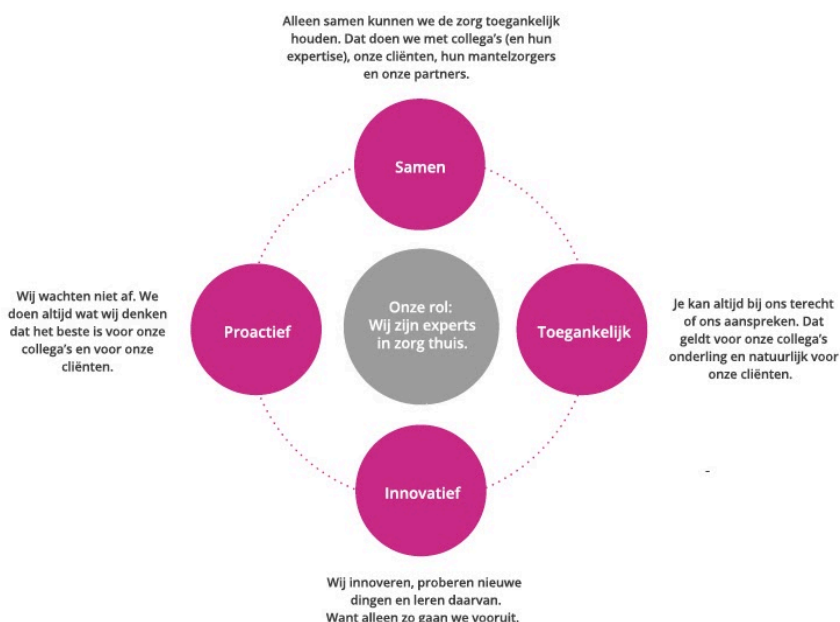 Alleen samen kunnen we de zorg toegankelijk
houden. Dat doen we met collega's (en hun
expertise), onze cliënten, hun mantelzorgers
en onze partners.
Samen
Wij wachten niet af. We
doen altijd wat wij denken
dat het beste is voor onze
collega's en voor onze
cliënten.
Proactief
Onze rol:
Wij zijn experts
in zorg thuis.
Toegankelijk
Je kan altijd bij ons terecht
of ons aanspreken. Dat
geldt voor onze collega's
onderling en natuurlijk voor
onze cliënten.
-
Innovatief
Wij innoveren, proberen nieuwe
dingen en leren daarvan.
Want alleen zo gaan we vooruit.